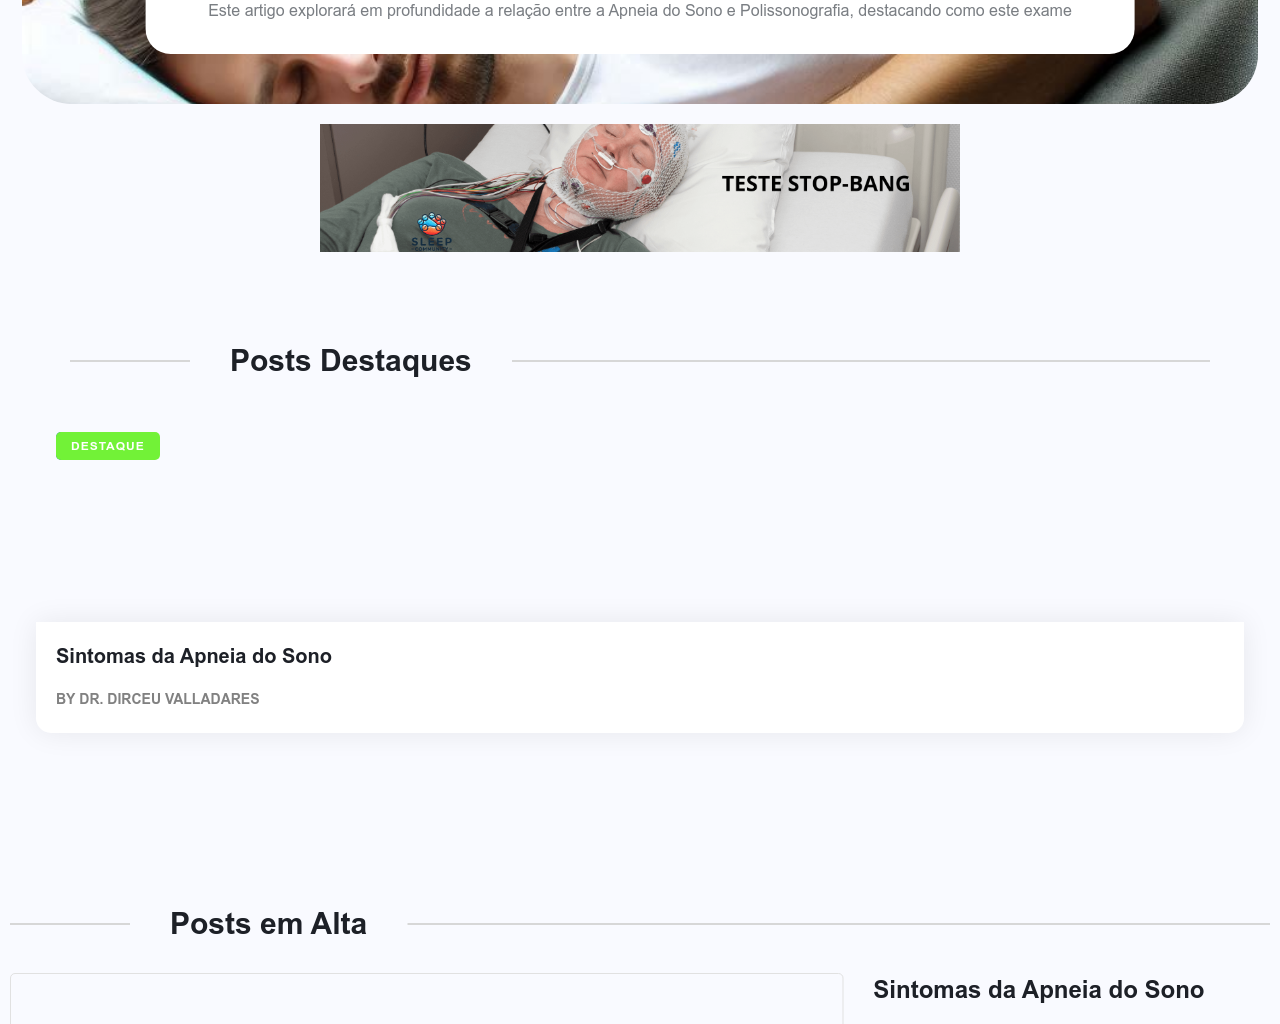 Este artigo explorará em profundidade a relação entre a Apneia do Sono e Polissonografia, destacando como este exame
TESTE STOP-BANG
SLEEP
COMMUNITY
Posts Destaques
DESTAQUE
Sintomas da Apneia do Sono
BY DR. DIRCEU VALLADARES
Posts em Alta
Sintomas da Apneia do Sono